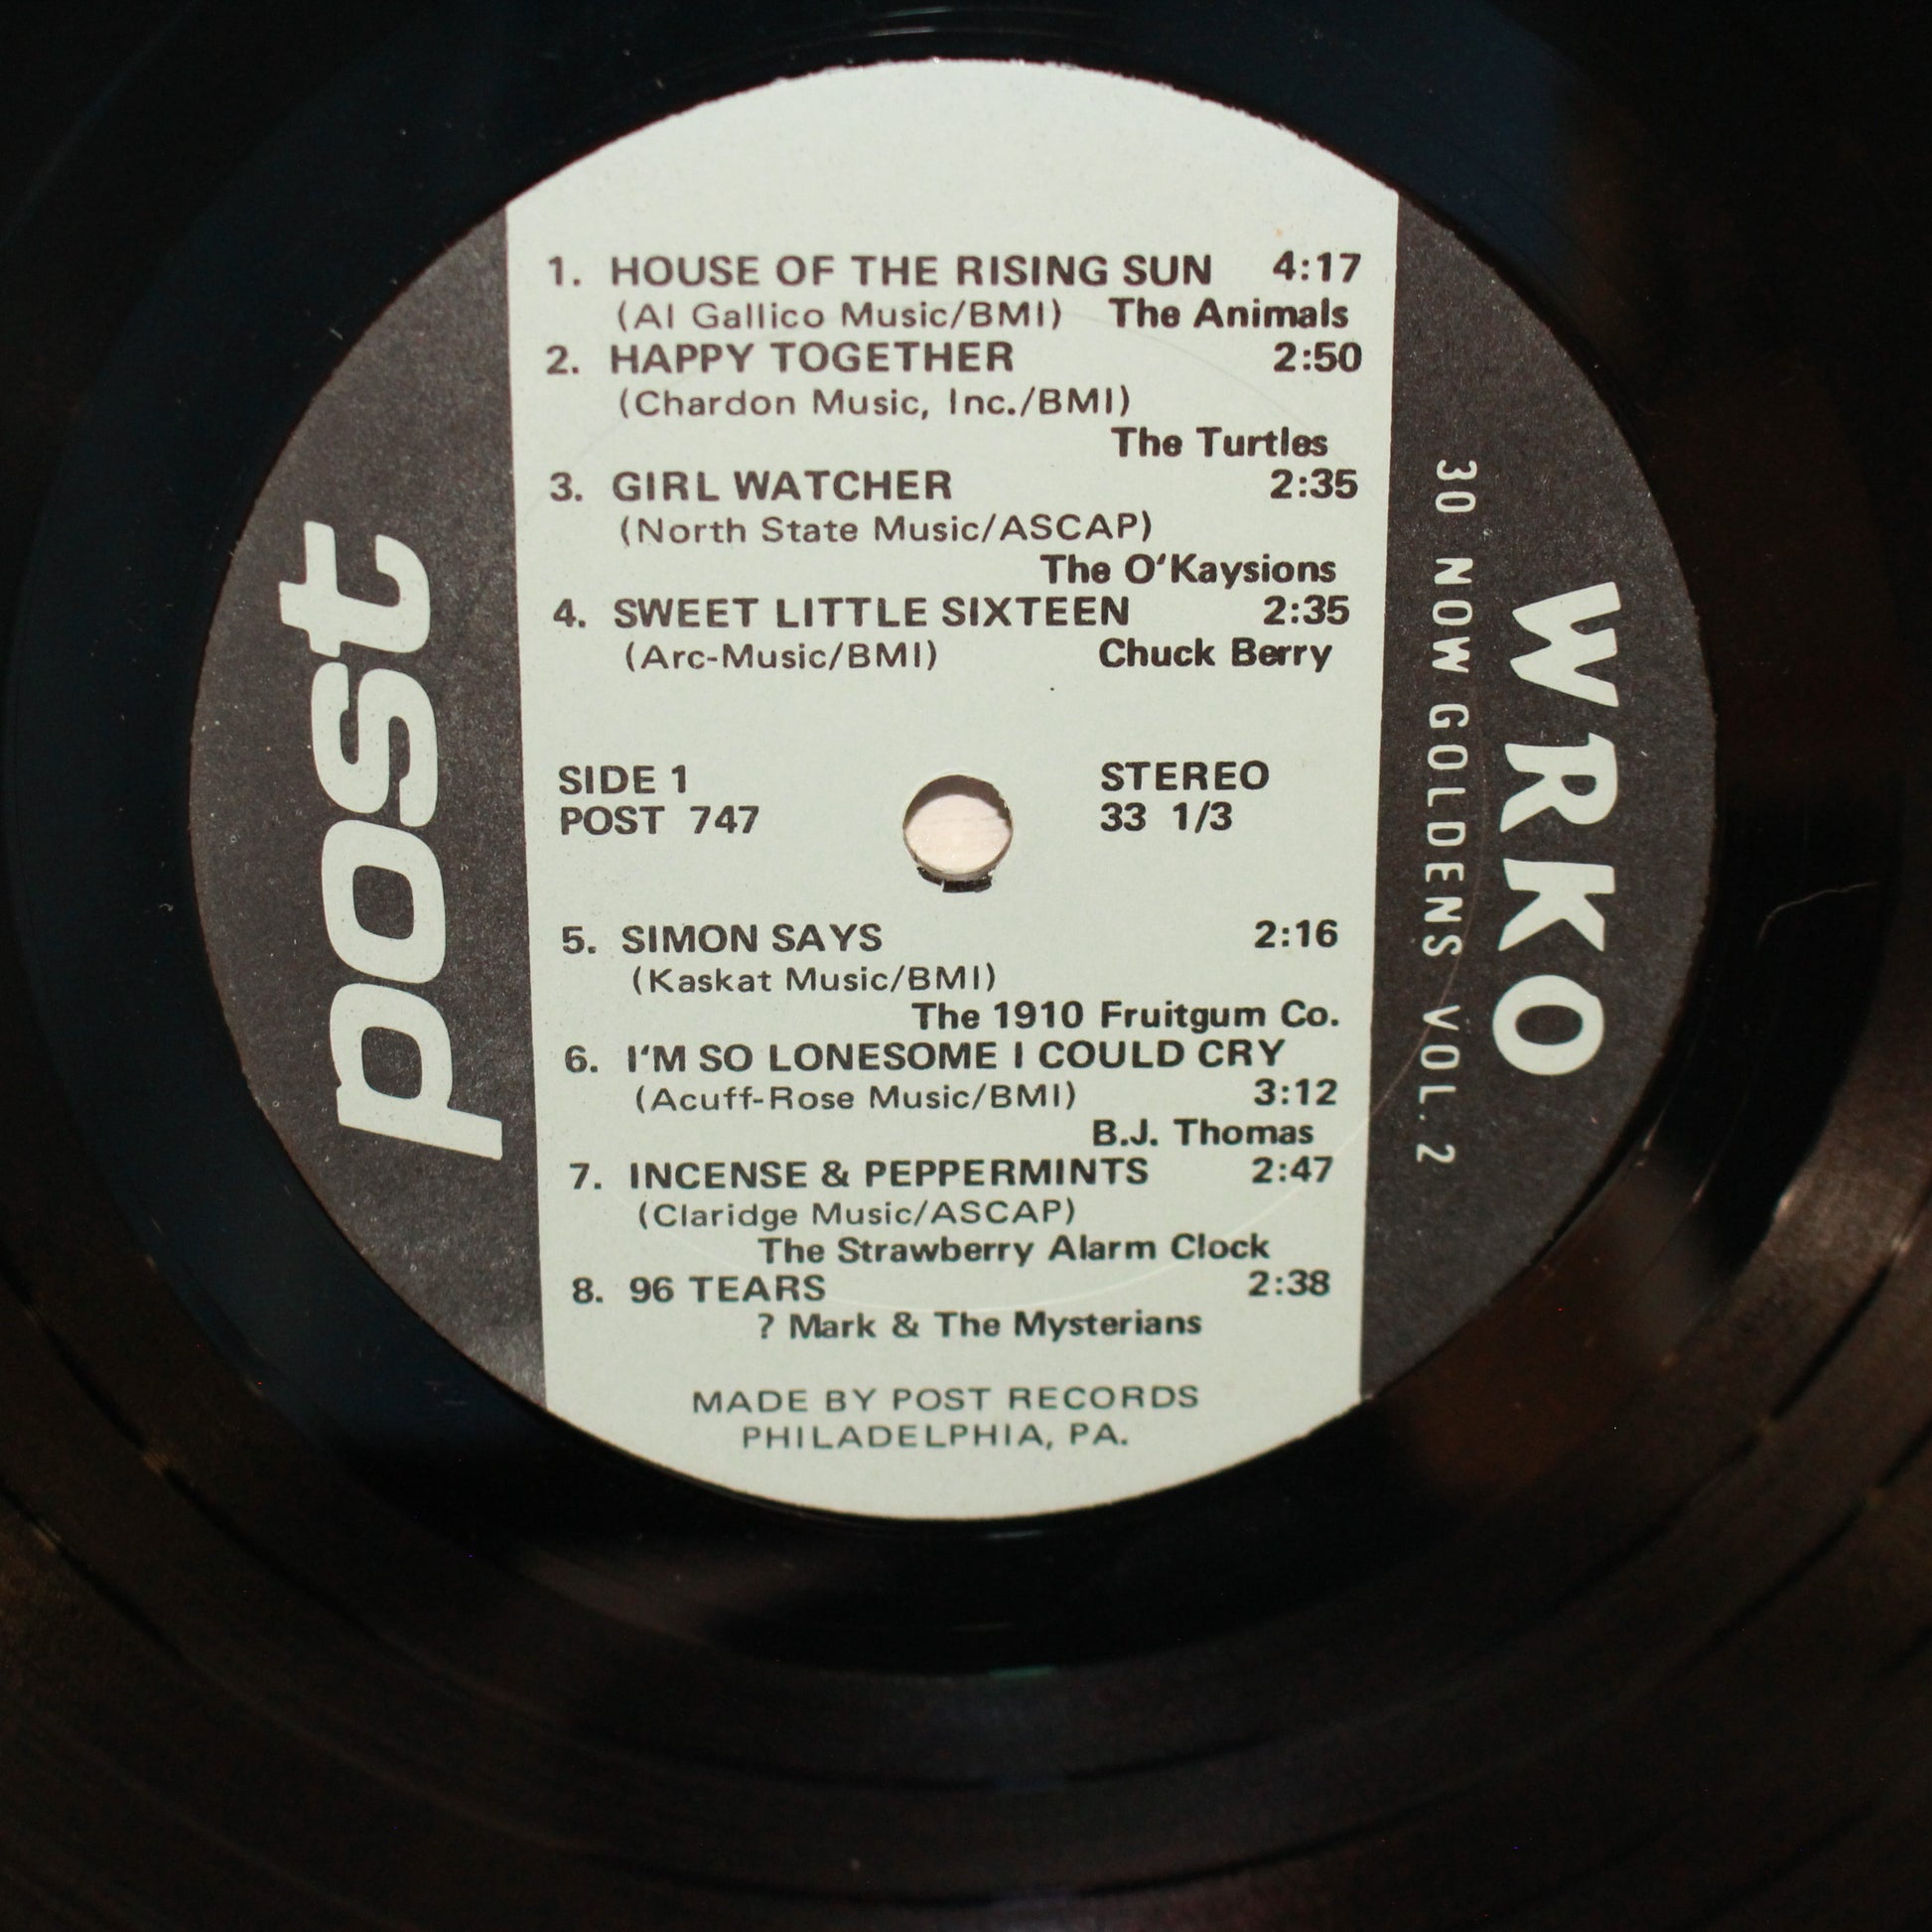 post
1. HOUSE OF THE RISING SUN 4:17
(Al Gallico Music/BMI) The Animals
2. HAPPY TOGETHER 2:50
(Chardon Music, Inc./BMI)
The Turtles
3. GIRL WATCHER 2:35
(North State Music/ASCAP)
The O'Kaysions
4. SWEET LITTLE SIXTEEN 2:35
(Arc-Music/BMI) Chuck Berry
SIDE 1 STEREO
POST 747 33 1/3
5. SIMON SAYS 2:16
(Kaskat Music/BMI)
The 1910 Fruitgum Co.
6. I'M SO LONESOME I COULD CRY
(Acuff-Rose Music/BMI) 3:12
B.J. Thomas
7. INCENSE & PEPPERMINTS 2:47
(Claridge Music/ASCAP)
The Strawberry Alarm Clock
8. 96 TEARS 2:38
? Mark & The Mysterians
MADE BY POST RECORDS
PHILADELPHIA, PA.
WRKO
30 NOW GOLDENS VOL. 2